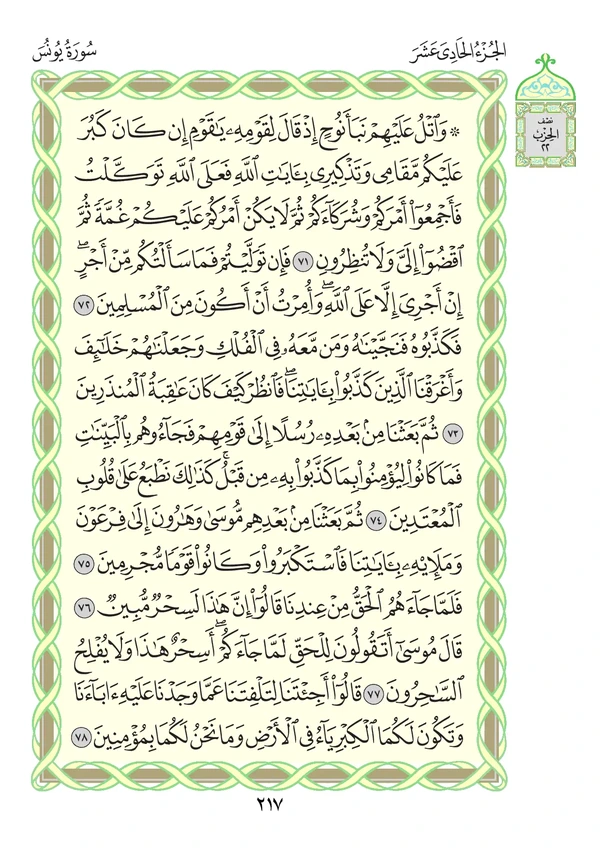 الجُزْءُ الحَادِىَ عَشَرَ
سُورَةُ يُونُسَ
نصف
الحزب
٢٢
۞ وَٱتۡلُ عَلَيۡهِمۡ نَبَأَ نُوحٍ إِذۡ قَالَ لِقَوۡمِهِۦ يَٰقَوۡمِ إِن كَانَ كَبُرَ
عَلَيۡكُم مَّقَامِي وَتَذۡكِيرِي بِـَٔايَٰتِ ٱللَّهِ فَعَلَى ٱللَّهِ تَوَكَّلۡتُ
فَأَجۡمِعُوٓاْ أَمۡرَكُمۡ وَشُرَكَآءَكُمۡ ثُمَّ لَا يَكُنۡ أَمۡرُكُمۡ عَلَيۡكُمۡ غُمَّةٗ ثُمَّ
ٱقۡضُوٓاْ إِلَيَّ وَلَا تُنظِرُونِ ٧١ فَإِن تَوَلَّيۡتُمۡ فَمَا سَأَلۡتُكُم مِّنۡ أَجۡرٍۖ
إِنۡ أَجۡرِيَ إِلَّا عَلَى ٱللَّهِۖ وَأُمِرۡتُ أَنۡ أَكُونَ مِنَ ٱلۡمُسۡلِمِينَ ٧٢
فَكَذَّبُوهُ فَنَجَّيۡنَٰهُ وَمَن مَّعَهُۥ فِي ٱلۡفُلۡكِ وَجَعَلۡنَٰهُمۡ خَلَٰٓئِفَ
وَأَغۡرَقۡنَا ٱلَّذِينَ كَذَّبُواْ بِـَٔايَٰتِنَاۖ فَٱنظُرۡ كَيۡفَ كَانَ عَٰقِبَةُ ٱلۡمُنذَرِينَ
٧٣ ثُمَّ بَعَثۡنَا مِنۢ بَعۡدِهِۦ رُسُلًا إِلَىٰ قَوۡمِهِمۡ فَجَآءُوهُم بِٱلۡبَيِّنَٰتِ
فَمَا كَانُواْ لِيُؤۡمِنُواْ بِمَا كَذَّبُواْ بِهِۦ مِن قَبۡلُۚ كَذَٰلِكَ نَطۡبَعُ عَلَىٰ قُلُوبِ
ٱلۡمُعۡتَدِينَ ٧٤ ثُمَّ بَعَثۡنَا مِنۢ بَعۡدِهِم مُّوسَىٰ وَهَٰرُونَ إِلَىٰ فِرۡعَوۡنَ
وَمَلَإِيْهِۦ بِـَٔايَٰتِنَا فَٱسۡتَكۡبَرُواْ وَكَانُواْ قَوۡمٗا مُّجۡرِمِينَ ٧٥
فَلَمَّا جَآءَهُمُ ٱلۡحَقُّ مِنۡ عِندِنَا قَالُوٓاْ إِنَّ هَٰذَا لَسِحۡرٞ مُّبِينٞ ٧٦
قَالَ مُوسَىٰٓ أَتَقُولُونَ لِلۡحَقِّ لَمَّا جَآءَكُمۡۖ أَسِحۡرٌ هَٰذَا وَلَا يُفۡلِحُ
ٱلسَّٰحِرُونَ ٧٧ قَالُوٓاْ أَجِئۡتَنَا لِتَلۡفِتَنَا عَمَّا وَجَدۡنَا عَلَيۡهِ ءَابَآءَنَا
وَتَكُونَ لَكُمَا ٱلۡكِبۡرِيَآءُ فِي ٱلۡأَرۡضِ وَمَا نَحۡنُ لَكُمَا بِمُؤۡمِنِينَ ٧٨
٢١٧